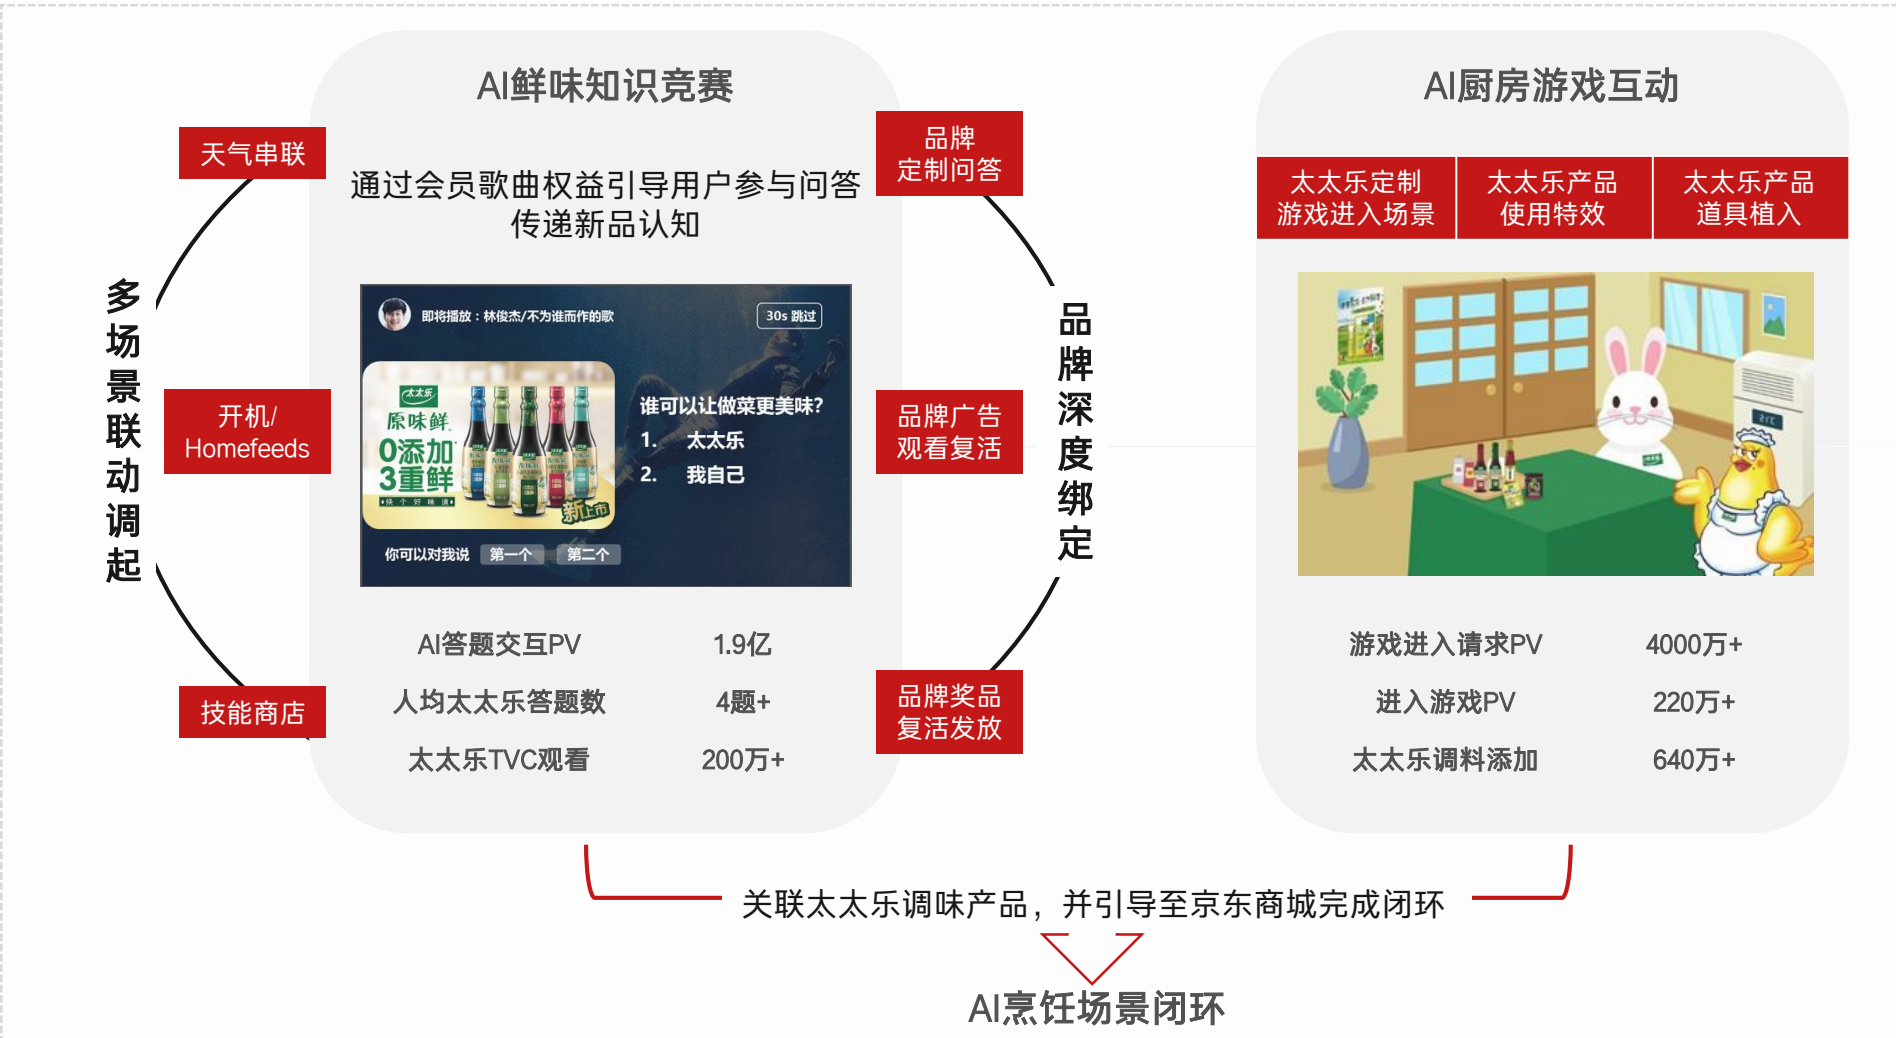 AI鲜味知识竞赛
通过会员歌曲权益引导用户参与问答
传递新品认知
多场景联动调起
天气串联
开机/
Homefeeds
技能商店
即将播放：林俊杰/不为谁而作的歌
30s 跳过
太太乐
原味鲜
0添加
3重鲜
换个好味道
新上市
谁可以让做菜更美味?
1. 太太乐
2. 我自己
你可以对我说 第一个 第二个
AI答题交互PV 1.9亿
人均太太乐答题数 4题+
太太乐TVC观看 200万+
品牌
定制问答
品牌广告
观看复活
品牌奖品
复活发放
品牌深度绑定
AI厨房游戏互动
太太乐定制
游戏进入场景
太太乐产品
使用特效
太太乐产品
道具植入
游戏进入请求PV 4000万+
进入游戏PV 220万+
太太乐调料添加 640万+
关联太太乐调味产品，并引导至京东商城完成闭环
AI烹饪场景闭环